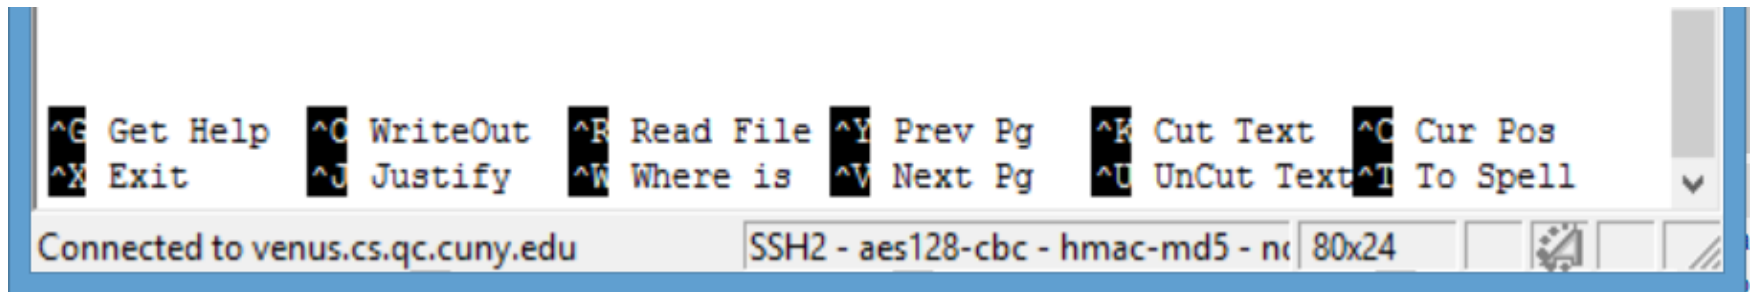 ^G Get Help ^O WriteOut ^R Read File ^Y Prev Pg ^K Cut Text ^C Cur Pos
^X Exit ^J Justify ^W Where is ^V Next Pg ^U UnCut Text ^T To Spell
Connected to venus.cs.qc.cuny.edu SSH2 - aes128-cbc - hmac-md5 - 80x24